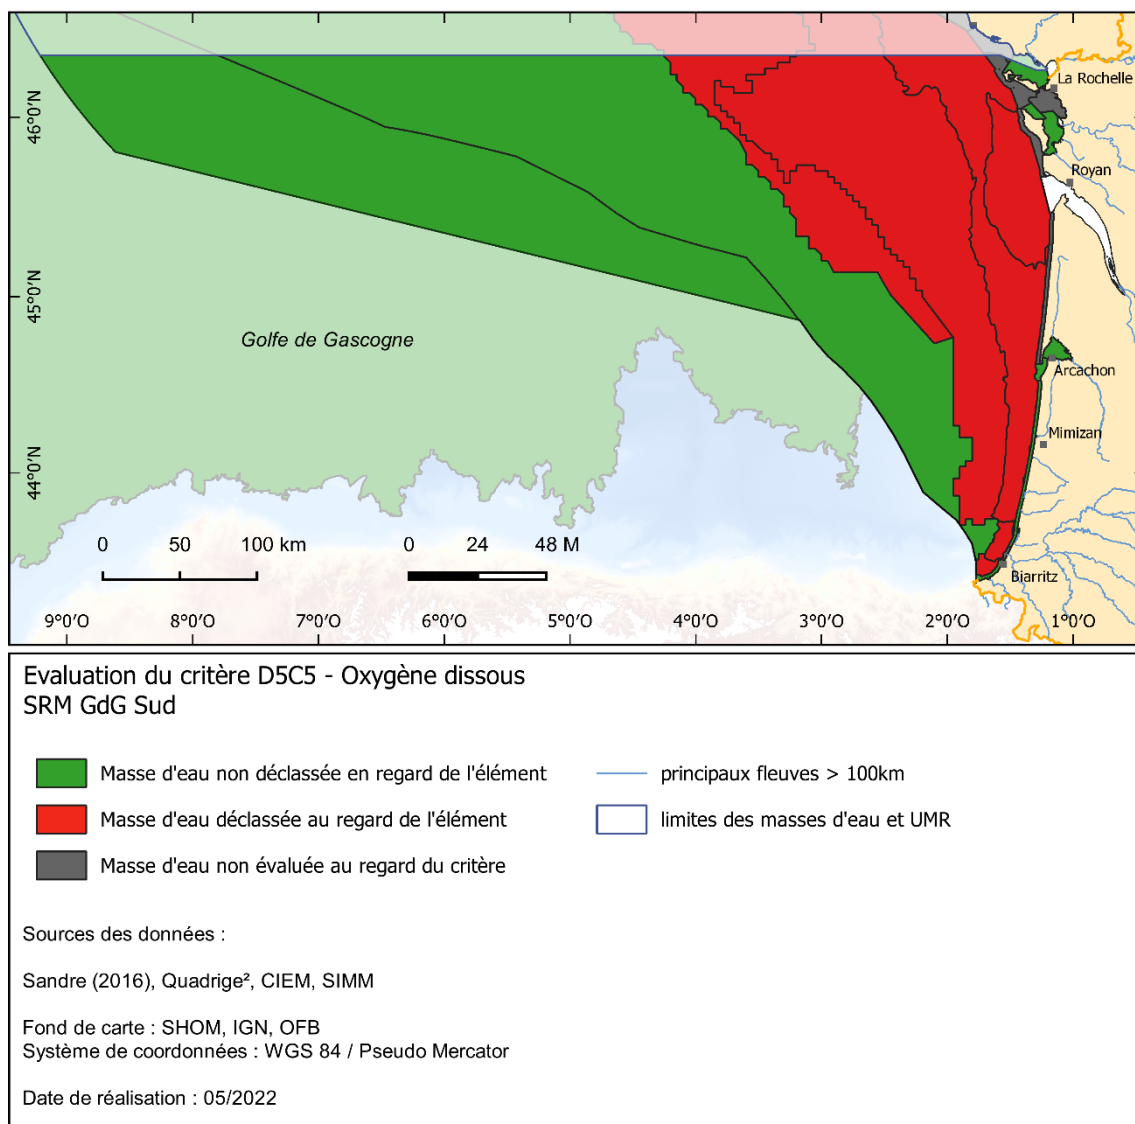 46°0'N
45°0'N
44°0'N
La Rochelle
Royan
Golfe de Gascogne
Arcachon
Mimizan
0 50 100 km
0 24 48 M
Biarritz
9°0'O 8°0'O 7°0'O 6°0'O 5°0'O 4°0'O 3°0'O 2°0'O 1°0'O
Evaluation du critère D5C5 - Oxygène dissous
SRM GdG Sud
Masse d'eau non déclassée en regard de l'élément
Masse d'eau déclassée au regard de l'élément
Masse d'eau non évaluée au regard du critère
principaux fleuves > 100km
limites des masses d'eau et UMR
Sources des données :
Sandre (2016), Quadrige², CIEM, SIMM
Fond de carte : SHOM, IGN, OFB
Système de coordonnées : WGS 84 / Pseudo Mercator
Date de réalisation : 05/2022